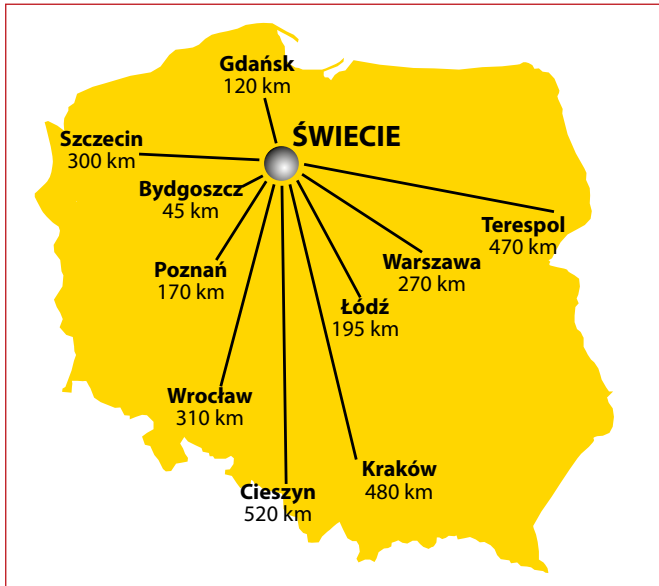 Gdańsk
120 km
ŚWIECIE
Szczecin
300 km
Bydgoszcz
45 km
Terespol
470 km
Warszawa
270 km
Poznań
170 km
Łódź
195 km
Wrocław
310 km
Kraków
480 km
Cieszyn
520 km